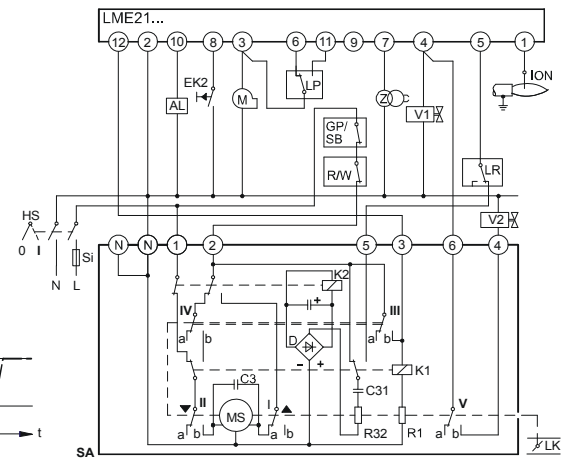 LME21...
12 2 10 8 3 6 11 9 7 4 5 1
EK2
LP
ION
AL
M
Z
C
V1
GP/
SB
R/W
LR
HS
0 I
Si
V2
N L
N N 1 2 5 3 6 4
K2
+
IV
III
a b
a b
D
- +
K1
C3
C31
II
I
V
MS
a b
a b
R32
R1
a b
t
SA
LK